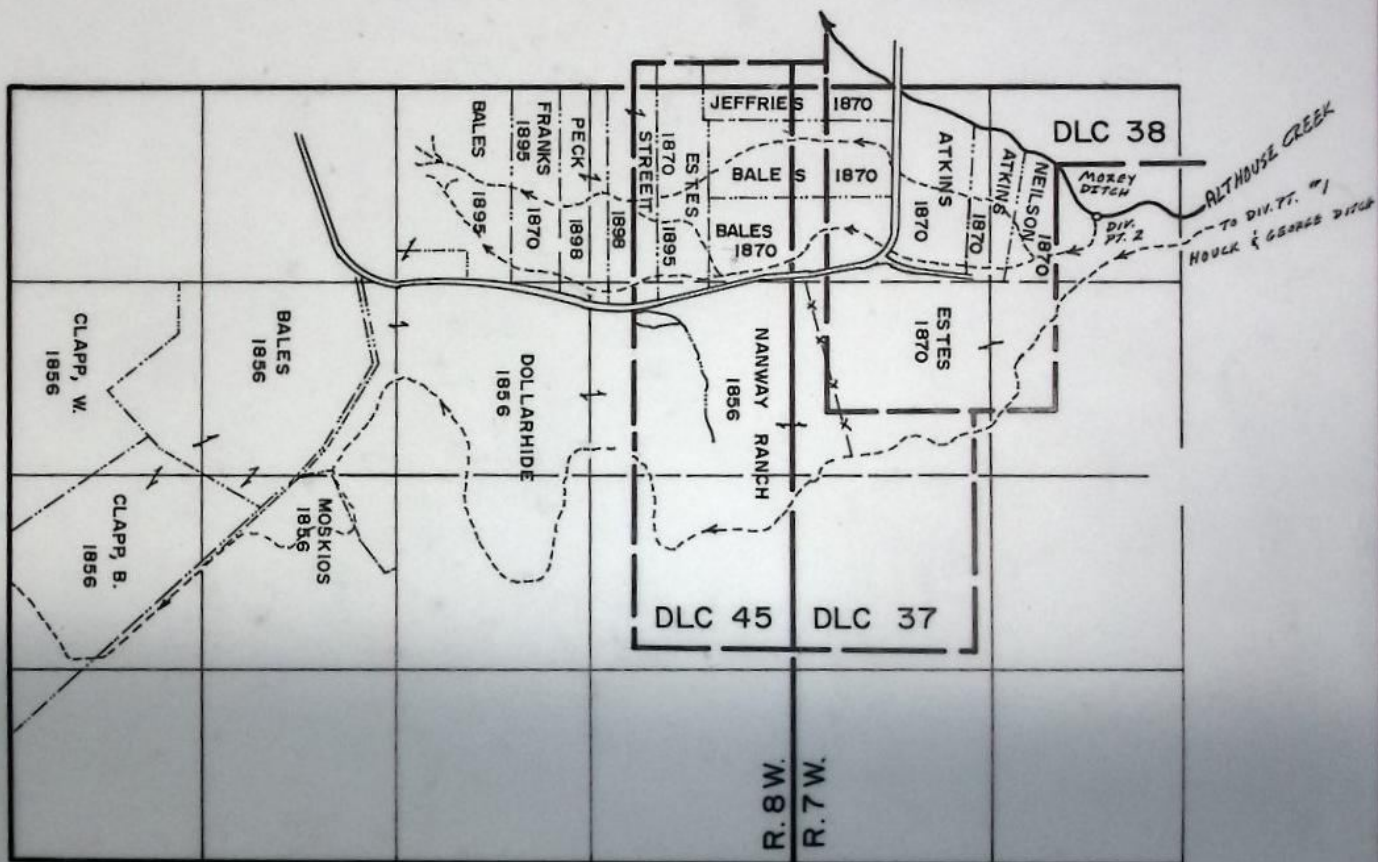 BALES
1895
FRANKS
1895
1870
PECK
1898
STREET
1898
1870
ESTES
1895
JEFFRIES 1870
BALES 1870
BALES
1870
ATKINS
1870
ATKINS
1870
NEILSON
1870
DLC 38
MOREY
DITCH
DIV.
PT. 2
ALTHOUSE CREEK
TO DIV. PT. #1
HOUCK & GEORGE DITCH
CLAPP, W.
1856
BALES
1856
DOLLARHIDE
1856
NANWAY RANCH
1856
ESTES
1870
CLAPP, B.
1856
MOSKIOS
1856
DLC 45
DLC 37
R. 8 W.
R. 7 W.